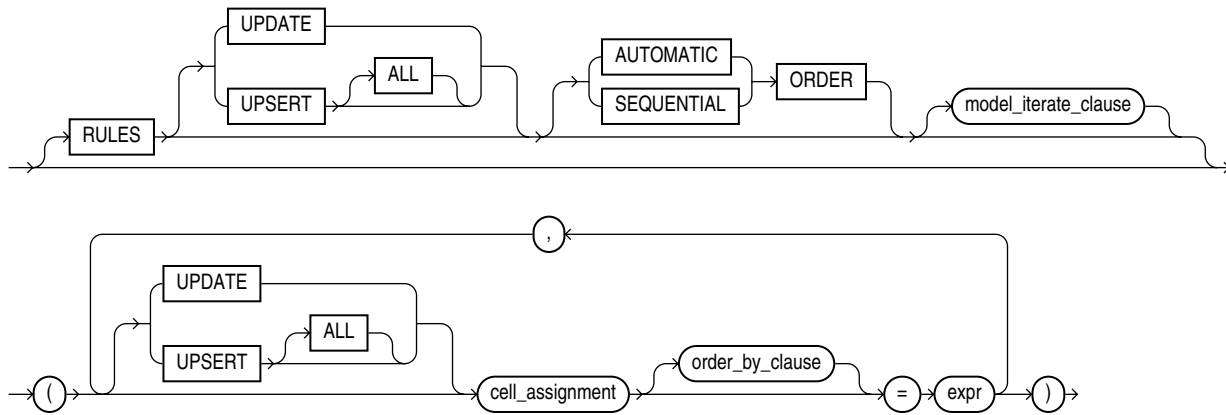 UPDATE
UPSERT ALL
AUTOMATIC
SEQUENTIAL
ORDER
RULES
model_iterate_clause
,
UPDATE
UPSERT ALL
( cell_assignment order_by_clause = expr )